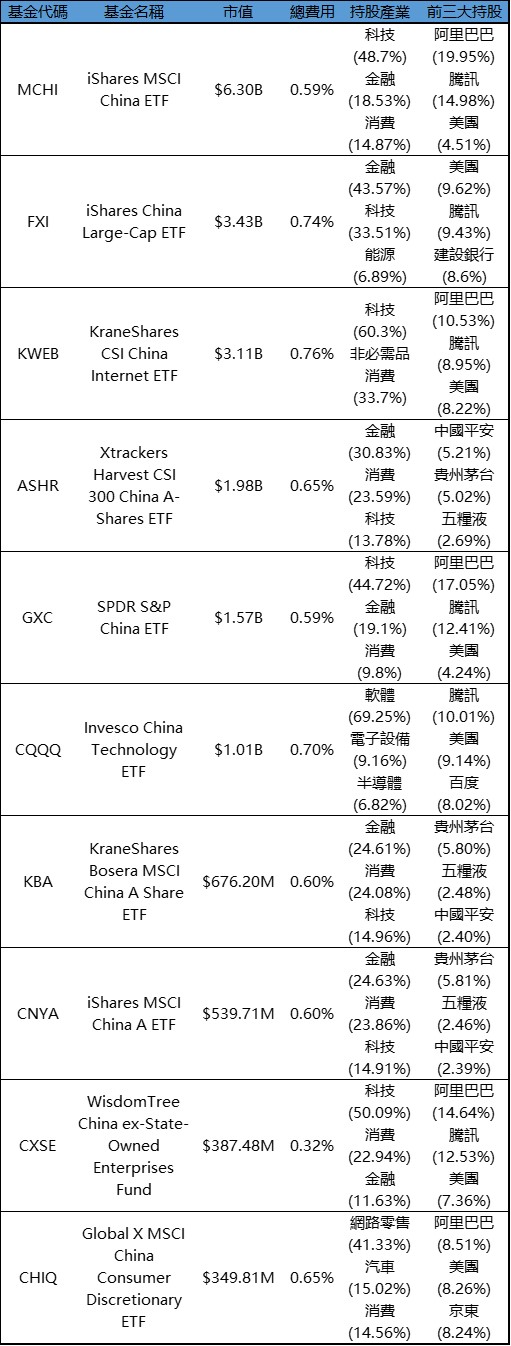 基金代碼 基金名稱 市值 總費用 持股產業 前三大持股
MCHI
iShares MSCI
China ETF
$6.30B
0.59%
科技
(48.7%)
金融
(18.53%)
消費
(14.87%)
阿里巴巴
(19.95%)
騰訊
(14.98%)
美團
(4.51%)
FXI
iShares China
Large-Cap ETF
$3.43B
0.74%
金融
(43.57%)
科技
(33.51%)
能源
(6.89%)
美團
(9.62%)
騰訊
(9.43%)
建設銀行
(8.6%)
KWEB
KraneShares
CSI China
Internet ETF
$3.11B
0.76%
科技
(60.3%)
非必需品
消費
(33.7%)
阿里巴巴
(10.53%)
騰訊
(8.95%)
美團
(8.22%)
ASHR
Xtrackers
Harvest CSI
300 China A-
Shares ETF
$1.98B
0.65%
金融
(30.83%)
消費
(23.59%)
科技
(13.78%)
中國平安
(5.21%)
貴州茅台
(5.02%)
五糧液
(2.69%)
GXC
SPDR S&P
China ETF
$1.57B
0.59%
科技
(44.72%)
金融
(19.1%)
消費
(9.8%)
阿里巴巴
(17.05%)
騰訊
(12.41%)
美團
(4.24%)
CQQQ
Invesco China
Technology
ETF
$1.01B
0.70%
軟體
(69.25%)
電子設備
(9.16%)
半導體
(6.82%)
騰訊
(10.01%)
美團
(9.14%)
百度
(8.02%)
KBA
KraneShares
Bosera MSCI
China A Share
ETF
$676.20M
0.60%
金融
(24.61%)
消費
(24.08%)
科技
(14.96%)
貴州茅台
(5.80%)
五糧液
(2.48%)
中國平安
(2.40%)
CNYA
iShares MSCI
China A ETF
$539.71M
0.60%
金融
(24.63%)
消費
(23.86%)
科技
(14.91%)
貴州茅台
(5.81%)
五糧液
(2.46%)
中國平安
(2.39%)
CXSE
WisdomTree
China ex-State-
Owned
Enterprises
Fund
$387.48M
0.32%
科技
(50.09%)
消費
(22.94%)
金融
(11.63%)
阿里巴巴
(14.64%)
騰訊
(12.53%)
美團
(7.36%)
CHIQ
Global X MSCI
China
Consumer
Discretionary
ETF
$349.81M
0.65%
網路零售
(41.33%)
汽車
(15.02%)
消費
(14.56%)
阿里巴巴
(8.51%)
美團
(8.26%)
京東
(8.24%)